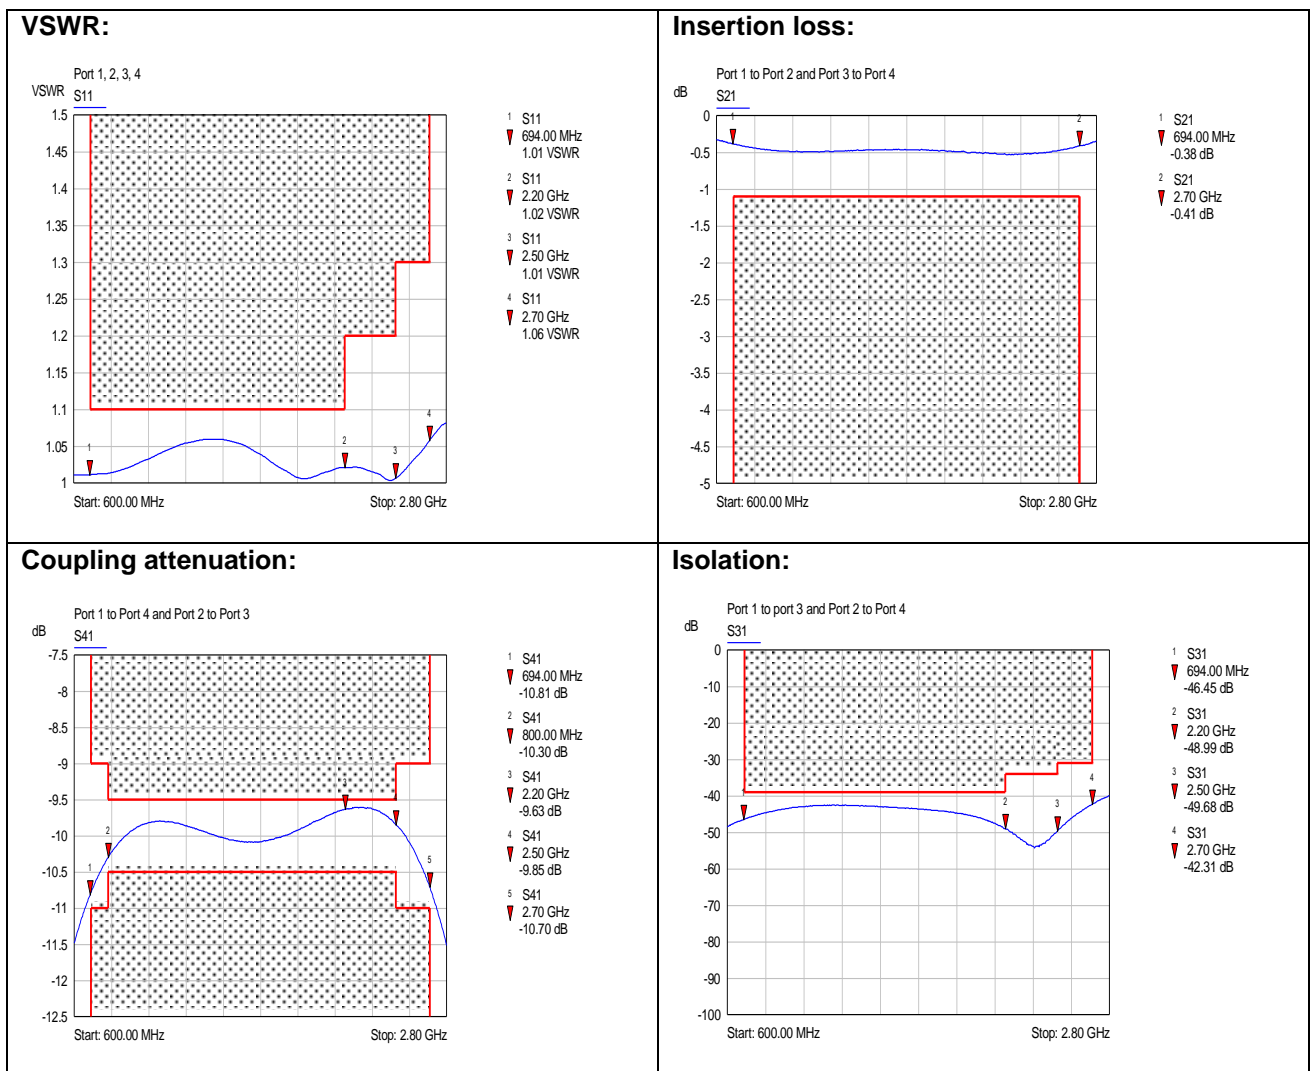 VSWR:
Port 1, 2, 3, 4
VSWR
S11
1.5
1.45
1.4
1.35
1.3
1.25
1.2
1.15
1.1
1.05
1
1
2
3
4
Start: 600.00 MHz
Stop: 2.80 GHz
1 S11
694.00 MHz
1.01 VSWR
2 S11
2.20 GHz
1.02 VSWR
3 S11
2.50 GHz
1.01 VSWR
4 S11
2.70 GHz
1.06 VSWR
Insertion loss:
Port 1 to Port 2 and Port 3 to Port 4
dB
S21
0
-0.5
-1
-1.5
-2
-2.5
-3
-3.5
-4
-4.5
-5
1
2
Start: 600.00 MHz
Stop: 2.80 GHz
1 S21
694.00 MHz
-0.38 dB
2 S21
2.70 GHz
-0.41 dB
Coupling attenuation:
Port 1 to Port 4 and Port 2 to Port 3
dB
S41
-7.5
-8
-8.5
-9
-9.5
-10
-10.5
-11
-11.5
-12
-12.5
1
2
3
5
Start: 600.00 MHz
Stop: 2.80 GHz
1 S41
694.00 MHz
-10.81 dB
2 S41
800.00 MHz
-10.30 dB
3 S41
2.20 GHz
-9.63 dB
4 S41
2.50 GHz
-9.85 dB
5 S41
2.70 GHz
-10.70 dB
Isolation:
Port 1 to port 3 and Port 2 to Port 4
dB
S31
0
-10
-20
-30
-40
-50
-60
-70
-80
-90
-100
2
3
4
Start: 600.00 MHz
Stop: 2.80 GHz
1 S31
694.00 MHz
-46.45 dB
2 S31
2.20 GHz
-48.99 dB
3 S31
2.50 GHz
-49.68 dB
4 S31
2.70 GHz
-42.31 dB